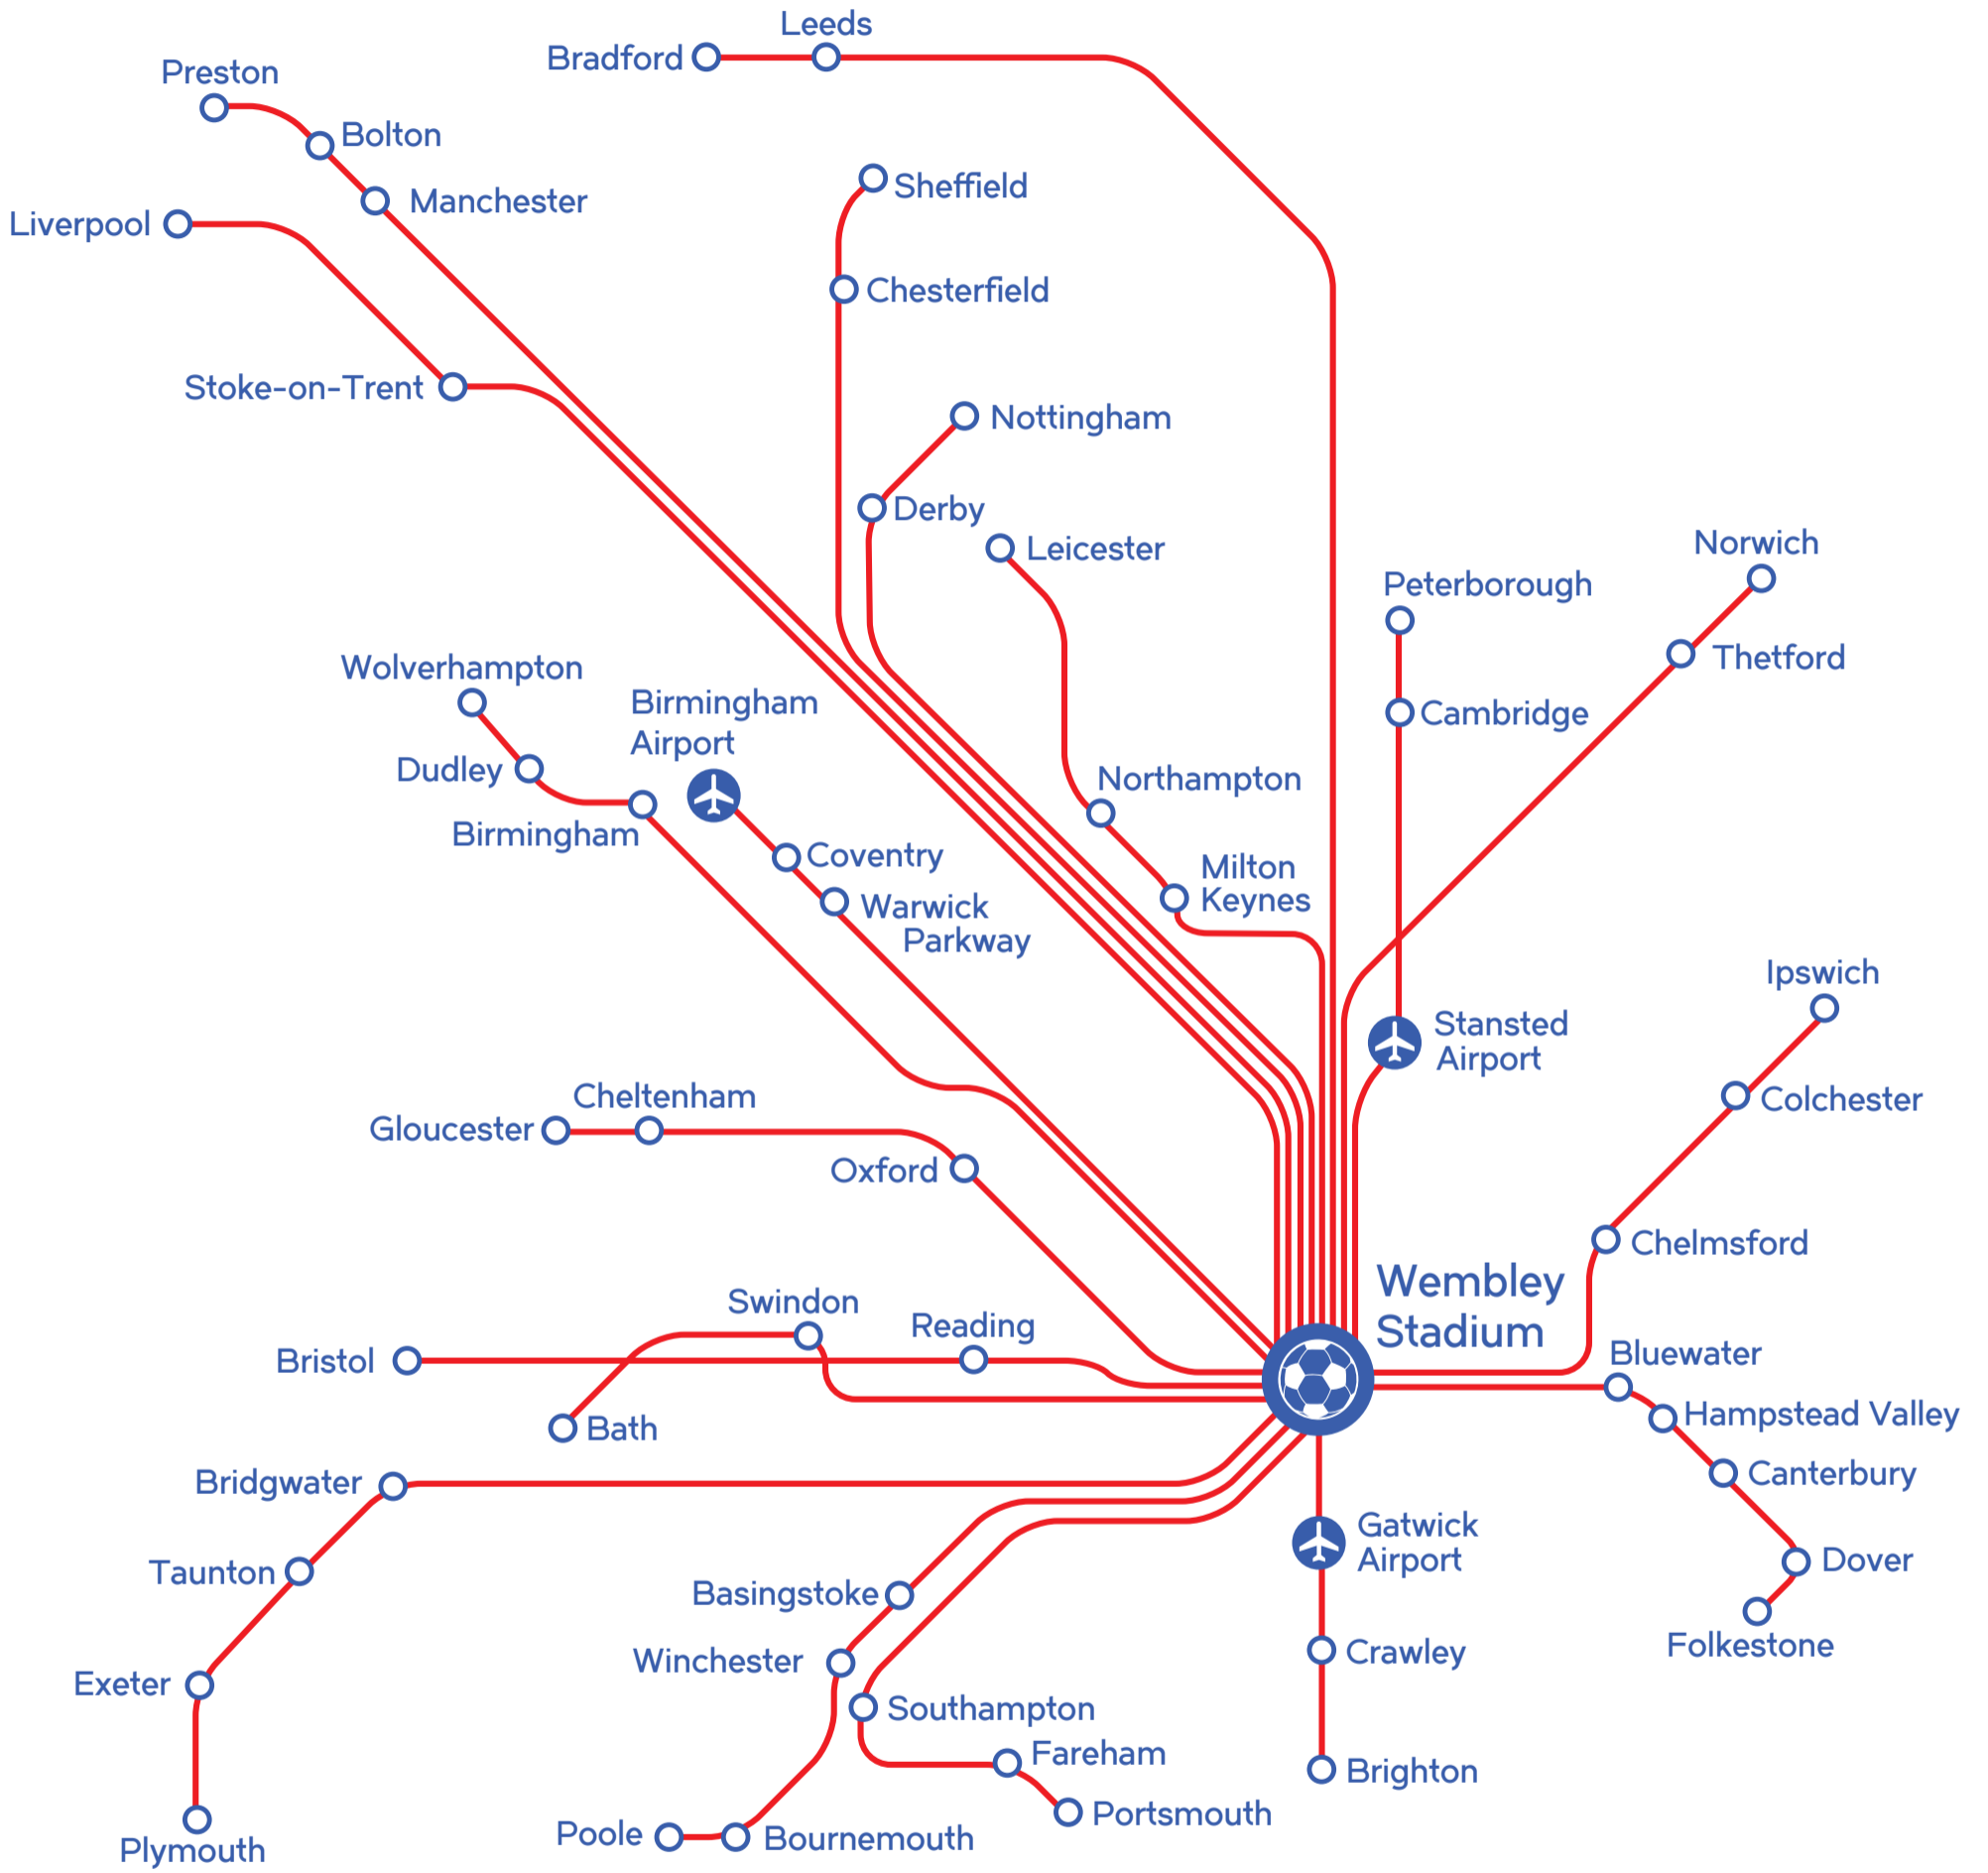 Leeds
Bradford
Preston
Bolton
Manchester
Sheffield
Liverpool
Chesterfield
Stoke-on-Trent
Nottingham
Derby
Leicester
Norwich
Peterborough
Thetford
Wolverhampton
Birmingham
Airport
Cambridge
Dudley
Northampton
Birmingham
Coventry
Milton
Keynes
Warwick
Parkway
Ipswich
Stansted
Airport
Cheltenham
Colchester
Gloucester
Oxford
Chelmsford
Wembley
Stadium
Swindon
Reading
Bristol
Bluewater
Hampstead Valley
Bath
Bridgwater
Canterbury
Gatwick
Airport
Dover
Taunton
Basingstoke
Folkestone
Winchester
Crawley
Exeter
Southampton
Fareham
Brighton
Portsmouth
Poole
Bournemouth
Plymouth